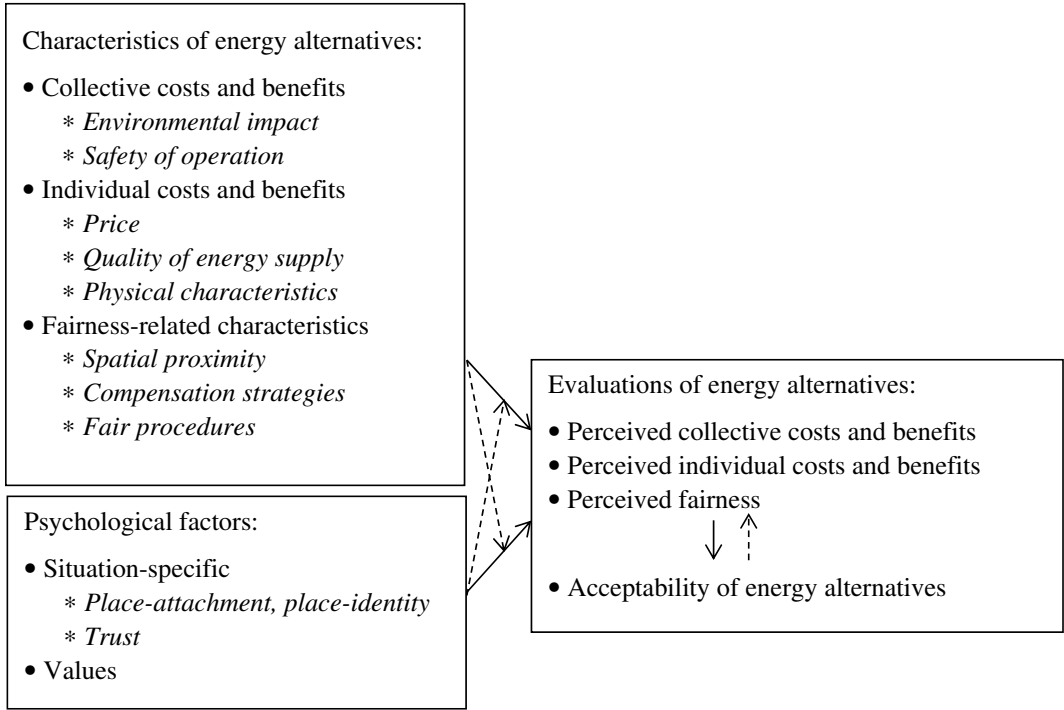 Characteristics of energy alternatives:
• Collective costs and benefits
* Environmental impact
* Safety of operation
• Individual costs and benefits
* Price
* Quality of energy supply
* Physical characteristics
• Fairness-related characteristics
* Spatial proximity
* Compensation strategies
* Fair procedures
Psychological factors:
• Situation-specific
* Place-attachment, place-identity
* Trust
• Values
Evaluations of energy alternatives:
• Perceived collective costs and benefits
• Perceived individual costs and benefits
• Perceived fairness
• Acceptability of energy alternatives